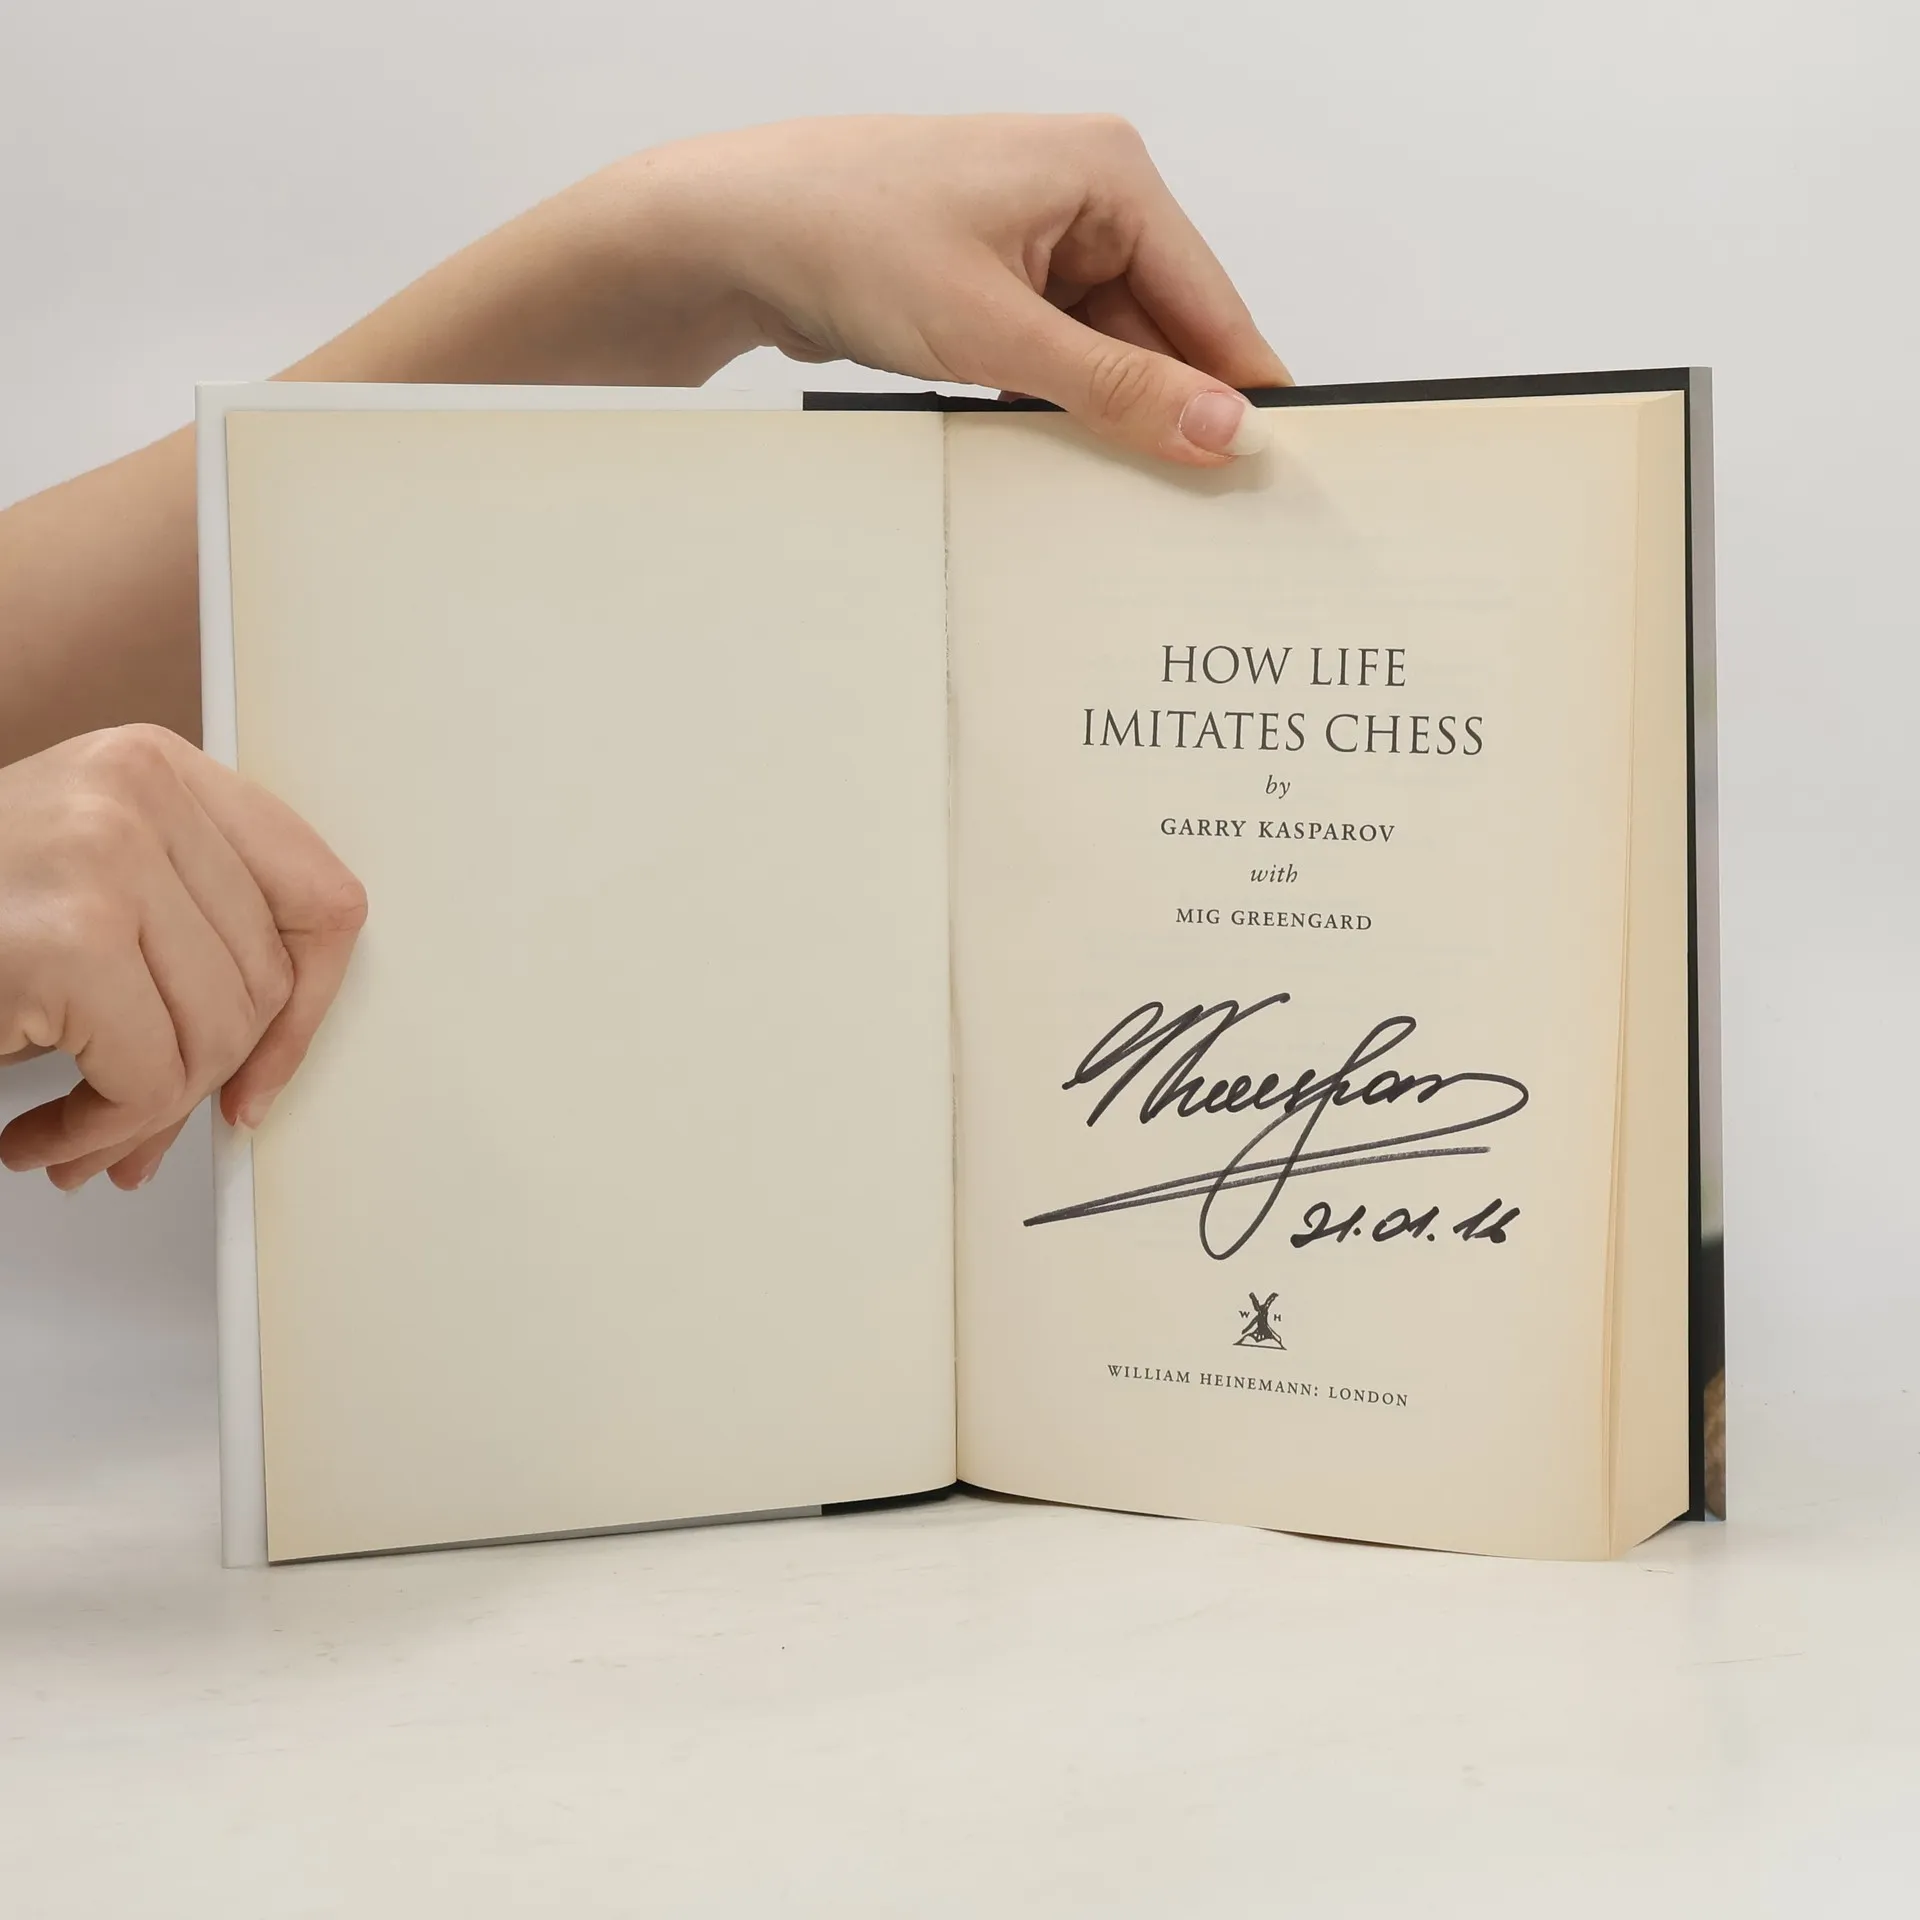 HOW LIFE
IMITATES CHESS
by
GARRY KASPAROV
with
MIG GREENGARD
21.01.16
W H
WILLIAM HEINEMANN: LONDON